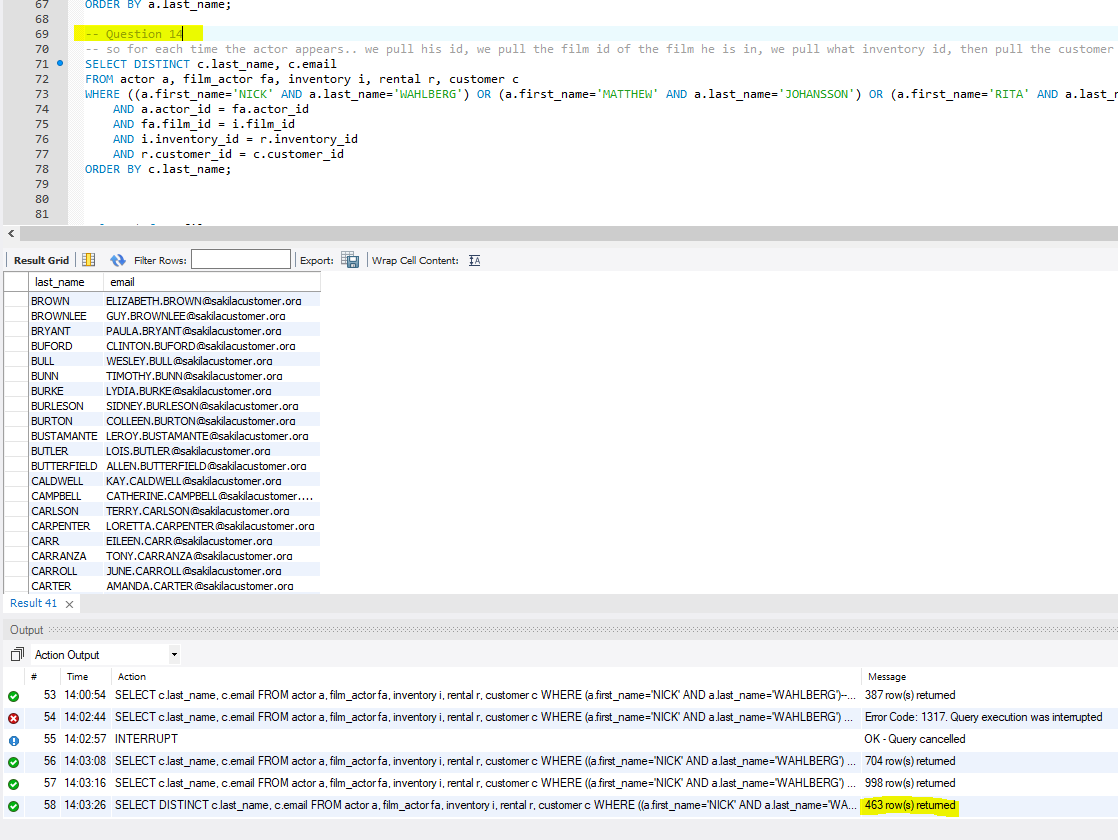 67 ORDER BY a.last_name;
68
69 -- Question 14
70 -- so for each time the actor appears.. we pull his id, we pull the film id of the film he is in, we pull what inventory id, then pull the customer
71 SELECT DISTINCT c.last_name, c.email
72 FROM actor a, film_actor fa, inventory i, rental r, customer c
73 WHERE ((a.first_name='NICK' AND a.last_name='WAHLBERG') OR (a.first_name='MATTHEW' AND a.last_name='JOHANSSON') OR (a.first_name='RITA' AND a.last_n
74 AND a.actor_id = fa.actor_id
75 AND fa.film_id = i.film_id
76 AND i.inventory_id = r.inventory_id
77 AND r.customer_id = c.customer_id
78 ORDER BY c.last_name;
79
80
81
Result Grid Filter Rows: Export: Wrap Cell Content:
last_name email
BROWN ELIZABETH.BROWN@sakilacustomer.org
BROWNLEE GUY.BROWNLEE@sakilacustomer.org
BRYANT PAULA.BRYANT@sakilacustomer.org
BUFORD CLINTON.BUFORD@sakilacustomer.org
BULL WESLEY.BULL@sakilacustomer.org
BUNN TIMOTHY.BUNN@sakilacustomer.org
BURKE LYDIA.BURKE@sakilacustomer.org
BURLESON SIDNEY.BURLESON@sakilacustomer.org
BURTON COLLEEN.BURTON@sakilacustomer.org
BUSTAMANTE LEROY.BUSTAMANTE@sakilacustomer.org
BUTLER LOIS.BUTLER@sakilacustomer.org
BUTTERFIELD ALLEN.BUTTERFIELD@sakilacustomer.org
CALDWELL KAY.CALDWELL@sakilacustomer.org
CAMPBELL CATHERINE.CAMPBELL@sakilacustomer....
CARLSON TERRY.CARLSON@sakilacustomer.org
CARPENTER LORETTA.CARPENTER@sakilacustomer.org
CARR EILEEN.CARR@sakilacustomer.org
CARRANZA TONY.CARRANZA@sakilacustomer.org
CARROLL JUNE.CARROLL@sakilacustomer.org
CARTER AMANDA.CARTER@sakilacustomer.org
Result 41
Output
Action Output
# Time Action Message
53 14:00:54 SELECT c.last_name, c.email FROM actor a, film_actor fa, inventory i, rental r, customer c WHERE (a.first_name='NICK' AND a.last_name='WAHLBERG')--... 387 row(s) returned
54 14:02:44 SELECT c.last_name, c.email FROM actor a, film_actor fa, inventory i, rental r, customer c WHERE (a.first_name='NICK' AND a.last_name='WAHLBERG') ... Error Code: 1317. Query execution was interrupted
55 14:02:57 INTERRUPT OK - Query cancelled
56 14:03:08 SELECT c.last_name, c.email FROM actor a, film_actor fa, inventory i, rental r, customer c WHERE ((a.first_name='NICK' AND a.last_name='WAHLBERG') ... 704 row(s) returned
57 14:03:16 SELECT c.last_name, c.email FROM actor a, film_actor fa, inventory i, rental r, customer c WHERE ((a.first_name='NICK' AND a.last_name='WAHLBERG') ... 998 row(s) returned
58 14:03:26 SELECT DISTINCT c.last_name, c.email FROM actor a, film_actor fa, inventory i, rental r, customer c WHERE ((a.first_name='NICK' AND a.last_name='WA... 463 row(s) returned